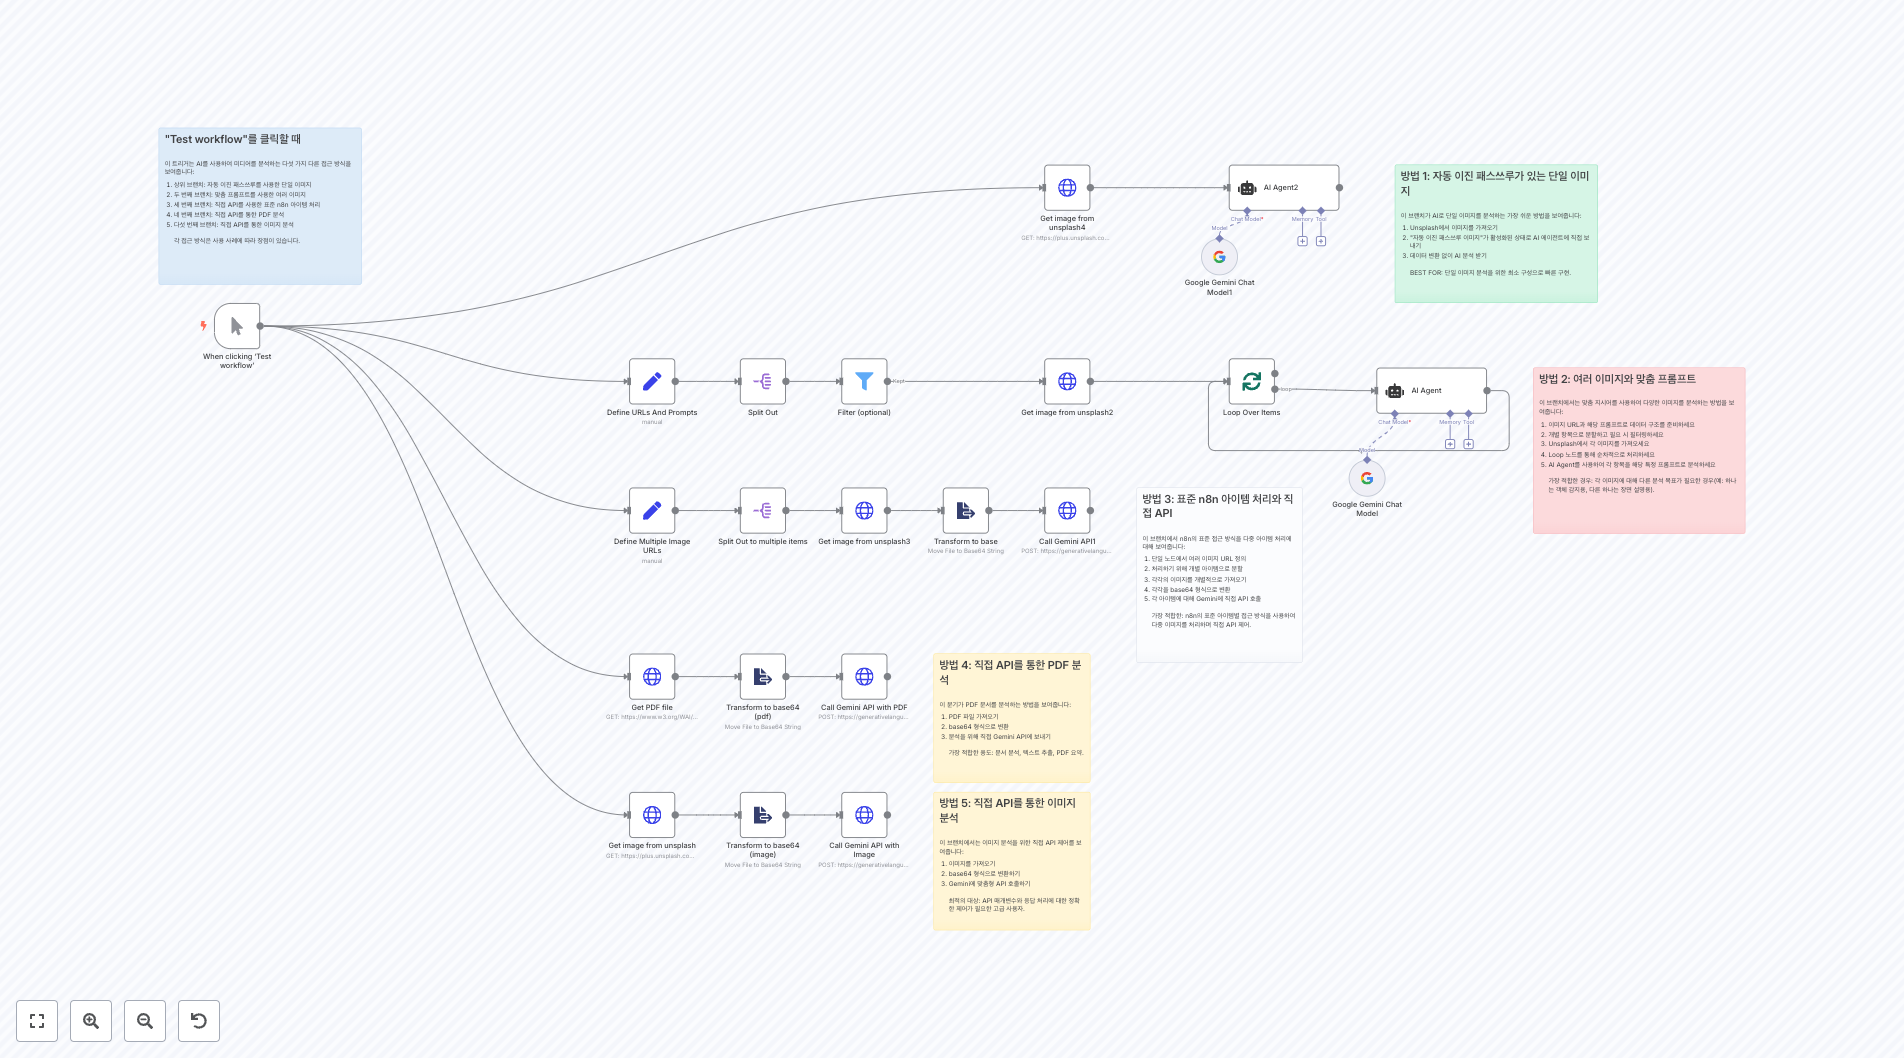 "Test workflow"를 클릭할 때
이 트리거는 AI를 사용하여 미디어를 분석하는 다섯 가지 다른 접근 방식을
보여줍니다:
1. 상위 브랜치: 자동 이진 패스쓰루를 사용한 단일 이미지
2. 두 번째 브랜치: 맞춤 프롬프트를 사용한 여러 이미지
3. 세 번째 브랜치: 직접 API를 사용한 표준 n8n 아이템 처리
4. 네 번째 브랜치: 직접 API를 통한 PDF 분석
5. 다섯 번째 브랜치: 직접 API를 통한 이미지 분석
각 접근 방식은 사용 사례에 따라 장점이 있습니다.
When clicking 'Test
workflow'
Get image from
unsplash4
GET: https://plus.unsplash.co...
AI Agent2
Chat Model*
Memory
Tool
Model
Google Gemini Chat
Model1
방법 1: 자동 이진 패스쓰루가 있는 단일 이미
지
이 브랜치가 AI로 단일 이미지를 분석하는 가장 쉬운 방법을 보여줍니다:
1. Unsplash에서 이미지를 가져오기
2. "자동 이진 패스쓰루 이미지"가 활성화된 상태로 AI 에이전트에 직접 보
내기
3. 데이터 변환 없이 AI 분석 받기
BEST FOR: 단일 이미지 분석을 위한 최소 구성으로 빠른 구현.
Define URLs And Prompts
manual
Split Out
Filter (optional)
Kept
Get image from unsplash2
Loop Over Items
loop
AI Agent
Chat Model*
Memory
Tool
Model
Google Gemini Chat
Model
방법 2: 여러 이미지와 맞춤 프롬프트
이 브랜치에서는 맞춤 지시어를 사용하여 다양한 이미지를 분석하는 방법을 보
여줍니다:
1. 이미지 URL과 해당 프롬프트로 데이터 구조를 준비하세요
2. 개별 항목으로 분할하고 필요 시 필터링하세요
3. Unsplash에서 각 이미지를 가져오세요
4. Loop 노드를 통해 순차적으로 처리하세요
5. AI Agent를 사용하여 각 항목을 해당 특정 프롬프트로 분석하세요
가장 적합한 경우: 각 이미지에 대해 다른 분석 목표가 필요한 경우(예: 하나
는 객체 감지용, 다른 하나는 장면 설명용).
Define Multiple Image
URLs
manual
Split Out to multiple items
Get image from unsplash3
Transform to base
Move File to Base64 String
Call Gemini API1
POST: https://generativelangu...
방법 3: 표준 n8n 아이템 처리와 직
접 API
이 브랜치에서 n8n의 표준 접근 방식을 다중 아이템 처리에
대해 보여줍니다:
1. 단일 노드에서 여러 이미지 URL 정의
2. 처리하기 위해 개별 아이템으로 분할
3. 각각의 이미지를 개별적으로 가져오기
4. 각각을 base64 형식으로 변환
5. 각 아이템에 대해 Gemini에 직접 API 호출
가장 적합한: n8n의 표준 아이템별 접근 방식을 사용하여
다중 이미지를 처리하며 직접 API 제어.
Get PDF file
GET: https://www.w3.org/WAI/...
Transform to base64
(pdf)
Move File to Base64 String
Call Gemini API with PDF
POST: https://generativelangu...
방법 4: 직접 API를 통한 PDF 분
석
이 분기가 PDF 문서를 분석하는 방법을 보여줍니다:
1. PDF 파일 가져오기
2. base64 형식으로 변환
3. 분석을 위해 직접 Gemini API에 보내기
가장 적합한 용도: 문서 분석, 텍스트 추출, PDF 요약.
Get image from unsplash
GET: https://plus.unsplash.co...
Transform to base64
(image)
Move File to Base64 String
Call Gemini API with
Image
POST: https://generativelangu...
방법 5: 직접 API를 통한 이미지
분석
이 브랜치에서는 이미지 분석을 위한 직접 API 제어를 보
여줍니다:
1. 이미지를 가져오기
2. base64 형식으로 변환하기
3. Gemini에 맞춤형 API 호출하기
최적의 대상: API 매개변수와 응답 처리에 대한 정확
한 제어가 필요한 고급 사용자.